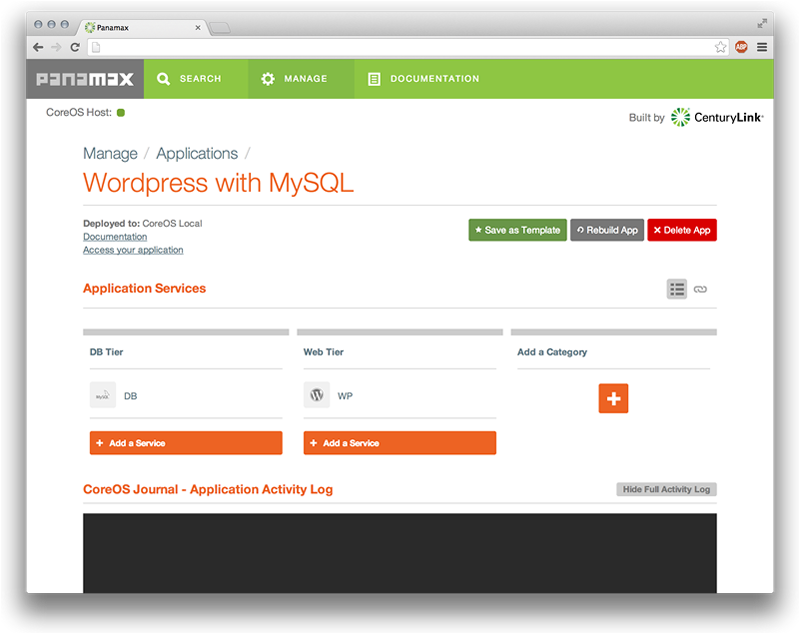 Panamax
ABP
panamax
SEARCH
MANAGE
DOCUMENTATION
CoreOS Host:
Built by CenturyLink
Manage / Applications /
Wordpress with MySQL
Deployed to: CoreOS Local
Documentation
Access your application
Save as Template
Rebuild App
Delete App
Application Services
DB Tier
Web Tier
Add a Category
MySQL
DB
WP
+ Add a Service
+ Add a Service
CoreOS Journal - Application Activity Log
Hide Full Activity Log